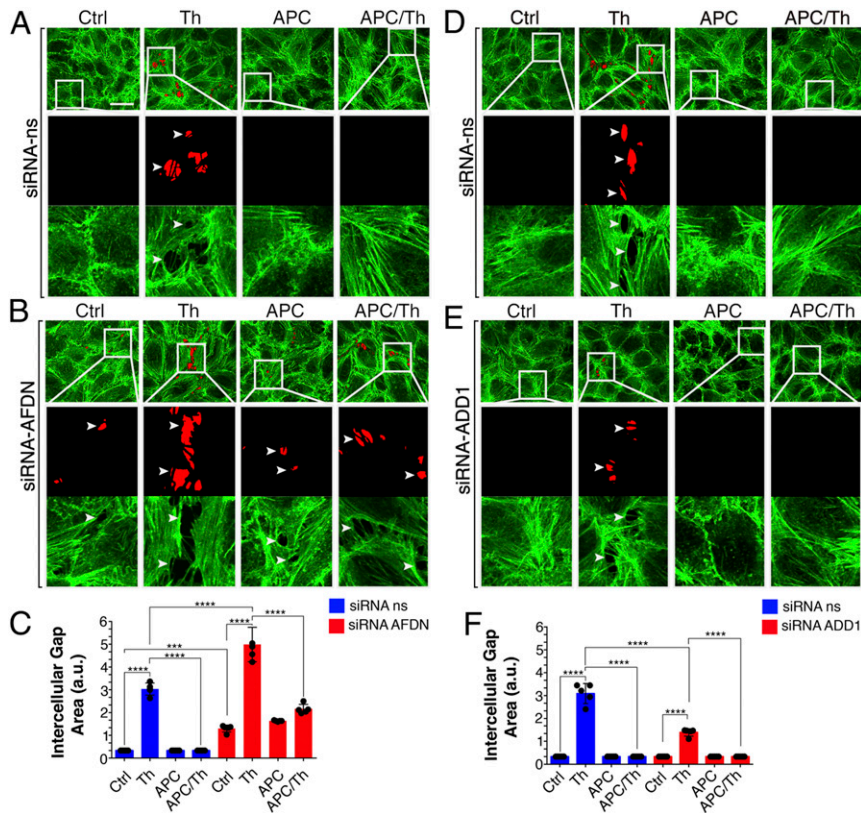 A
Ctrl Th APC APC/Th
siRNA-ns
B
Ctrl Th APC APC/Th
siRNA-AFDN
C
siRNA ns
siRNA AFDN
Intercellular Gap
Area (a.u.)
6
5
4
3
2
1
0
****
****
***
****
****
****
Ctrl Th APC APC/Th Ctrl Th APC APC/Th
D
Ctrl Th APC APC/Th
siRNA-ns
E
Ctrl Th APC APC/Th
siRNA-ADD1
F
siRNA ns
siRNA ADD1
Intercellular Gap
Area (a.u.)
6
5
4
3
2
1
0
****
****
****
****
****
Ctrl Th APC APC/Th Ctrl Th APC APC/Th